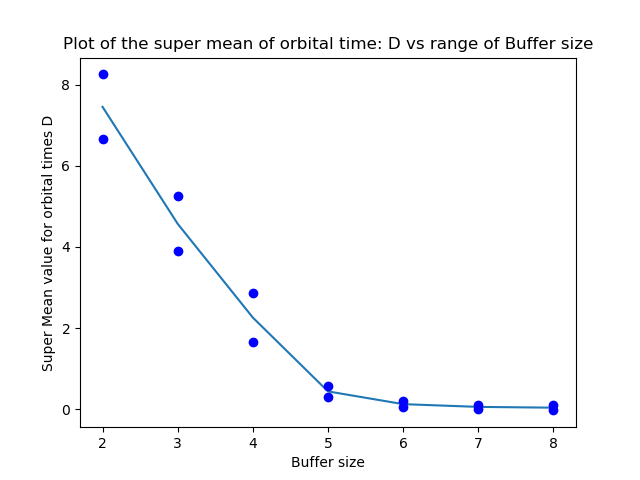 Plot of the super mean of orbital time: D vs range of Buffer size
Super Mean value for orbital times D
8
6
4
2
0
2 3 4 5 6 7 8
Buffer size